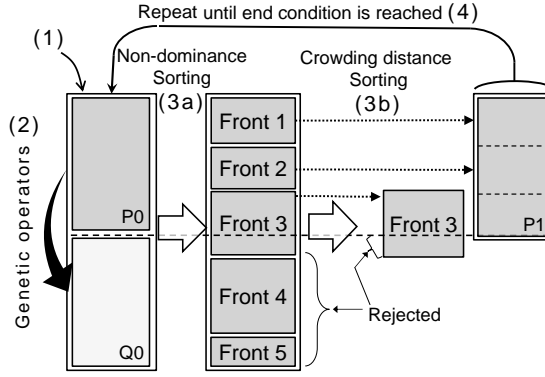 Repeat until end condition is reached (4)
(1)
Non-dominance
Sorting
(3a)
Crowding distance
Sorting
(3b)
(2)
Genetic operators
P0
Q0
Front 1
Front 2
Front 3
Front 4
Front 5
Front 3
P1
Rejected